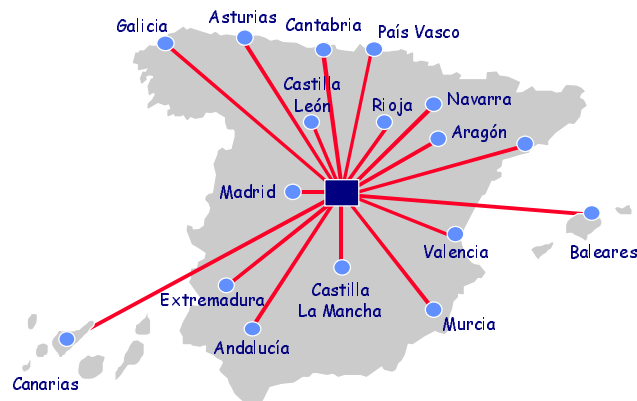 Asturias
Galicia
Cantabria
País Vasco
Castilla
León
Rioja
Navarra
Aragón
Madrid
Valencia
Baleares
Extremadura
Castilla
La Mancha
Murcia
Andalucía
Canarias